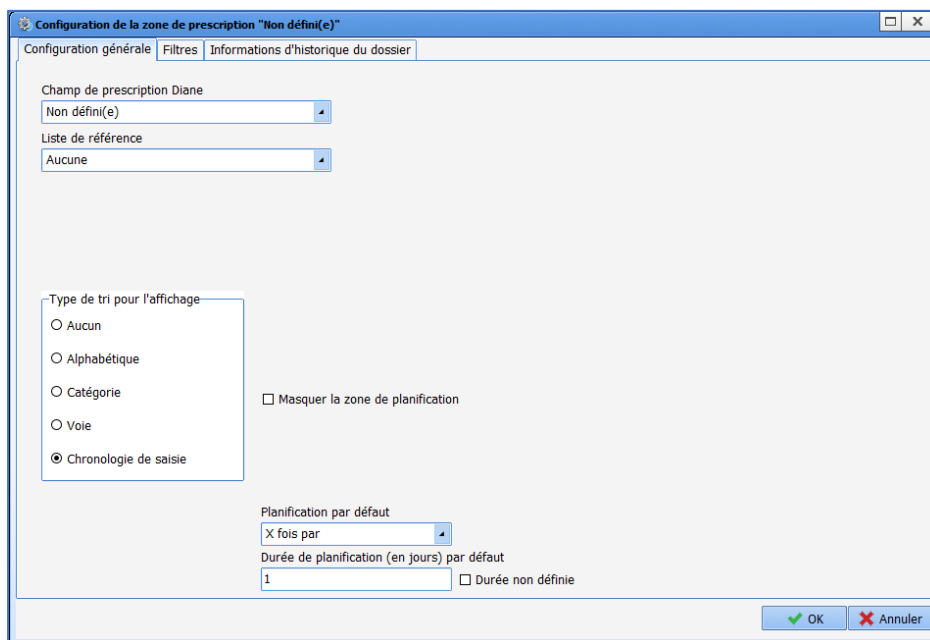 Configuration de la zone de prescription "Non défini(e)"
Configuration générale Filtres Informations d'historique du dossier
Champ de prescription Diane
Non défini(e)
Liste de référence
Aucune
Type de tri pour l'affichage
Aucun
Alphabétique
Catégorie
Masquer la zone de planification
Voie
Chronologie de saisie
Planification par défaut
X fois par
Durée de planification (en jours) par défaut
1 Durée non définie
OK Annuler